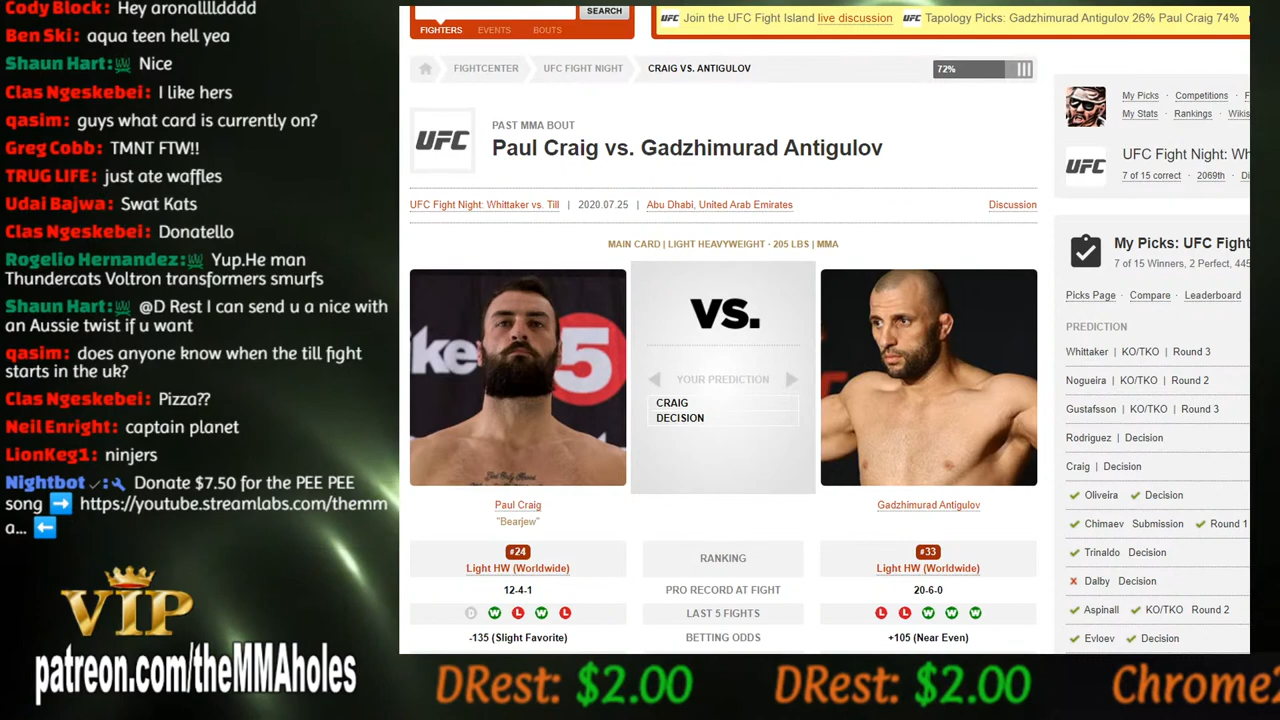 Cody Block: Hey aronallllddddd
Ben Ski: aqua teen hell yea
Shaun Hart: Nice
Clas Ngeskebei: I like hers
qasim: guys what card is currently on?
Greg Cobb: TMNT FTW!!
TRUG LIFE: just ate waffles
Udai Bajwa: Swat Kats
Clas Ngeskebei: Donatello
Rogelio Hernandez: Yup.He man
Thundercats Voltron transformers smurfs
Shaun Hart: @D Rest I can send u a nice with
an Aussie twist if u want
qasim: does anyone know when the till fight
starts in the uk?
Clas Ngeskebei: Pizza??
Neil Enright: captain planet
LionKeg1: ninjers
Nightbot: Donate $7.50 for the PEE PEE
song ➡ https://youtube.streamlabs.com/themm
a... ⬅
VIP
patreon.com/theMMAholes
SEARCH
FIGHTERS EVENTS BOUTS
UFC Join the UFC Fight Island live discussion UFC Tapology Picks: Gadzhimurad Antigulov 26% Paul Craig 74%
FIGHTCENTER UFC FIGHT NIGHT CRAIG VS. ANTIGULOV 72%
UFC
PAST MMA BOUT
Paul Craig vs. Gadzhimurad Antigulov
UFC Fight Night: Whittaker vs. Till | 2020.07.25 | Abu Dhabi, United Arab Emirates Discussion
MAIN CARD | LIGHT HEAVYWEIGHT · 205 LBS | MMA
ke 5
VS.
YOUR PREDICTION
CRAIG
DECISION
Paul Craig Gadzhimurad Antigulov
"Bearjew"
#24 RANKING #33
Light HW (Worldwide) Light HW (Worldwide)
12-4-1 PRO RECORD AT FIGHT 20-6-0
D W L W L LAST 5 FIGHTS L L W W W
-135 (Slight Favorite) BETTING ODDS +105 (Near Even)
My Picks · Competitions · F
My Stats · Rankings · Wikis
UFC
UFC Fight Night: Wh
7 of 15 correct · 2069th · Di
My Picks: UFC Fight
7 of 15 Winners, 2 Perfect, 445
Picks Page · Compare · Leaderboard
PREDICTION
Whittaker | KO/TKO | Round 3
Nogueira | KO/TKO | Round 2
Gustafsson | KO/TKO | Round 3
Rodriguez | Decision
Craig | Decision
Oliveira Decision
Chimaev Submission Round 1
Trinaldo Decision
Dalby Decision
Aspinall KO/TKO Round 2
Evloev Decision
DRest: $2.00 DRest: $2.00 Chrome